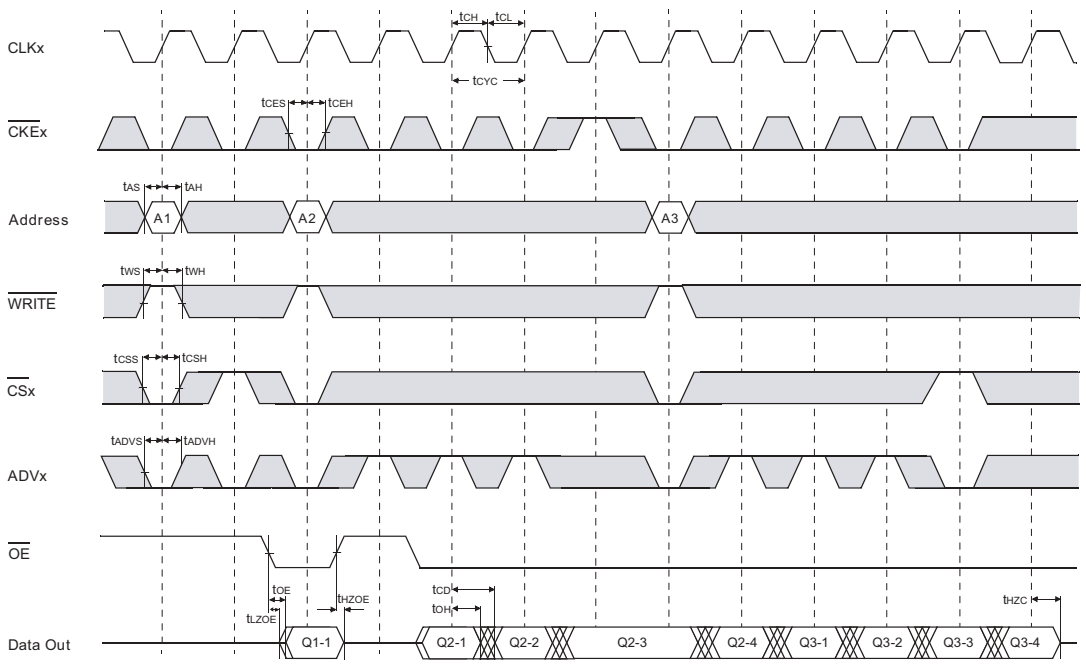 tCH tCL
CLKx
tCYC
tCES tCEH
CKEx
tAS tAH
Address A1 A2 A3
tWS tWH
WRITE
tCSS tCSH
CSx
tADVS tADVH
ADVx
OE
tOE tHZOE tCD tHZC
tLZOE tOH
Data Out Q1-1 Q2-1 Q2-2 Q2-3 Q2-4 Q3-1 Q3-2 Q3-3 Q3-4